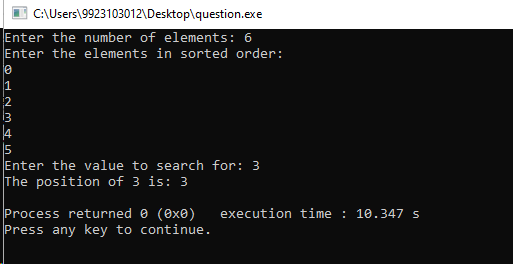 C:\Users\9923103012\Desktop\question.exe
Enter the number of elements: 6
Enter the elements in sorted order:
0
1
2
3
4
5
Enter the value to search for: 3
The position of 3 is: 3
Process returned 0 (0x0)   execution time : 10.347 s
Press any key to continue.